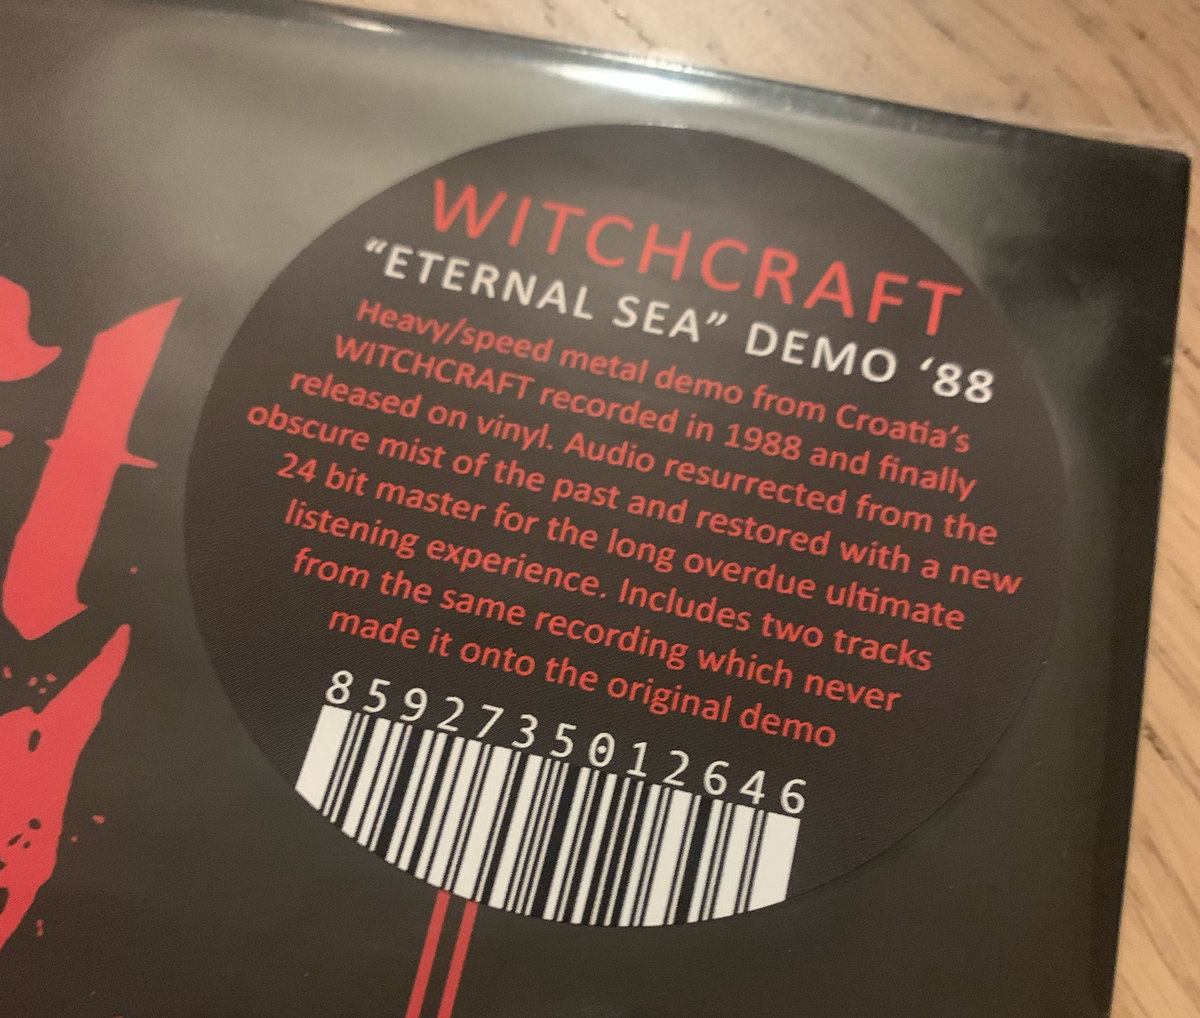 WITCHCRAFT
“ETERNAL SEA” DEMO ‘88
Heavy/speed metal demo from Croatia’s
WITCHCRAFT recorded in 1988 and finally
released on vinyl. Audio resurrected from the
obscure mist of the past and restored with a new
24 bit master for the long overdue ultimate
listening experience. Includes two tracks
from the same recording which never
made it onto the original demo
8592735012646